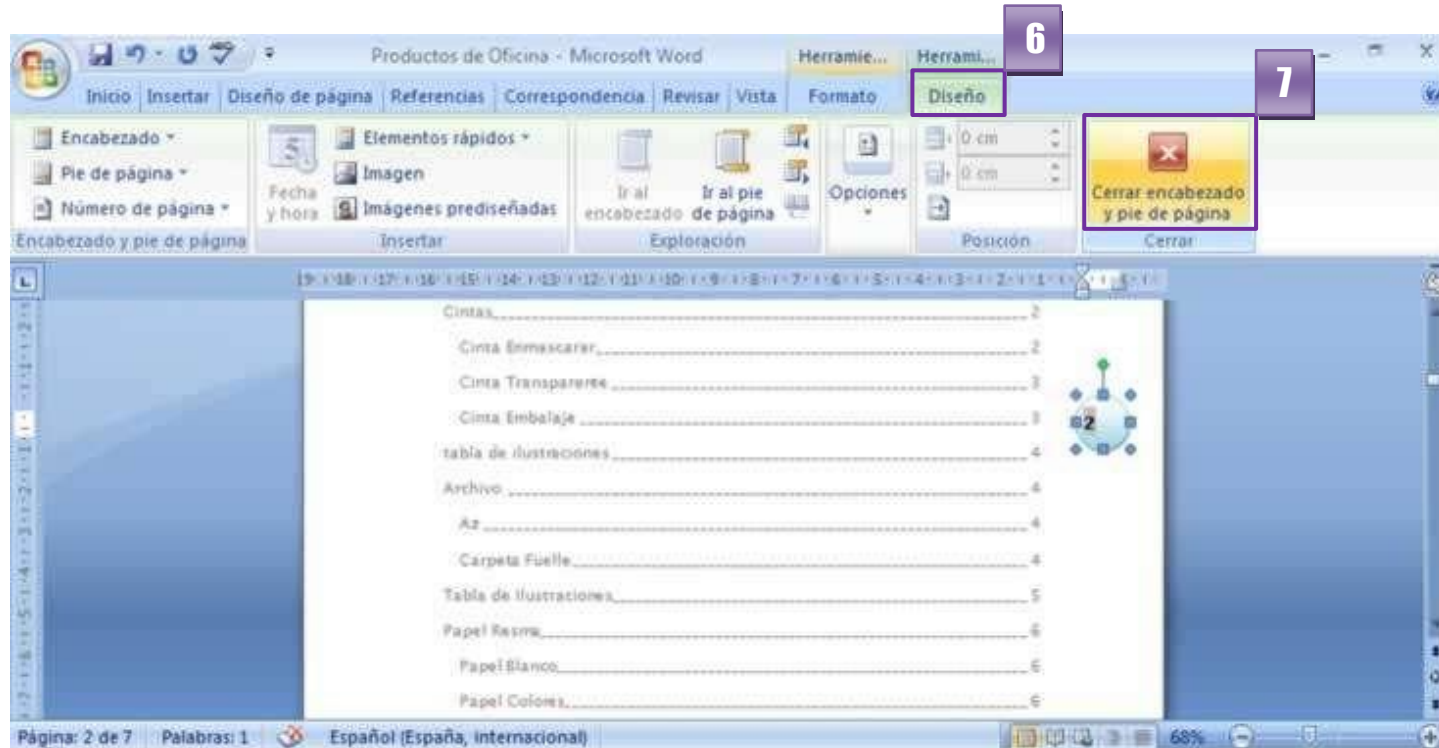 6
Productos de Oficina - Microsoft Word Herramie... Herrami...
7
Inicio Insertar Diseño de página Referencias Correspondencia Revisar Vista Formato Diseño
Encabezado
Pie de página
Número de página
Encabezado y pie de página
5
Fecha
y hora
Elementos rápidos
Imagen
Imágenes prediseñadas
Insertar
Ir al
encabezado
Ir al pie
de página
Exploración
Opciones
0 cm
0 cm
Posición
Cerrar encabezado
y pie de página
Cerrar
Cintas 2
Cinta Enmascarar 2
Cinta Transparente 3
Cinta Embalaje 3
2
tabla de ilustraciones 4
Archivo 4
Az 4
Carpeta Fuelle 4
Tabla de Ilustraciones 5
Papel Resma 6
Papel Blanco 6
Papel Colores 6
Página: 2 de 7 Palabras: 1 Español (España, internacional) 68%